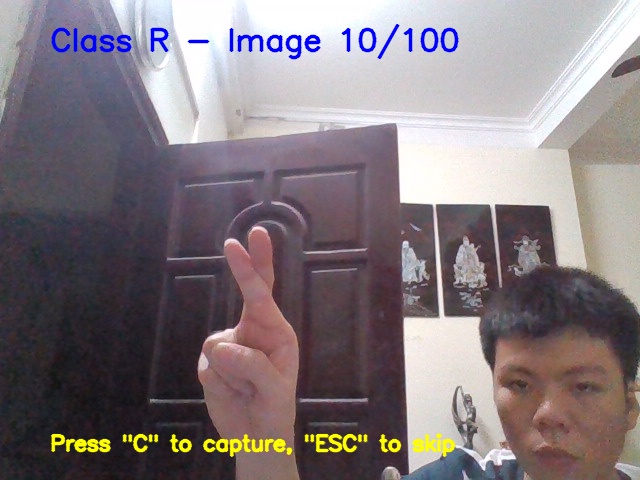 Class R - Image 10/100
Press "C" to capture, "ESC" to skip